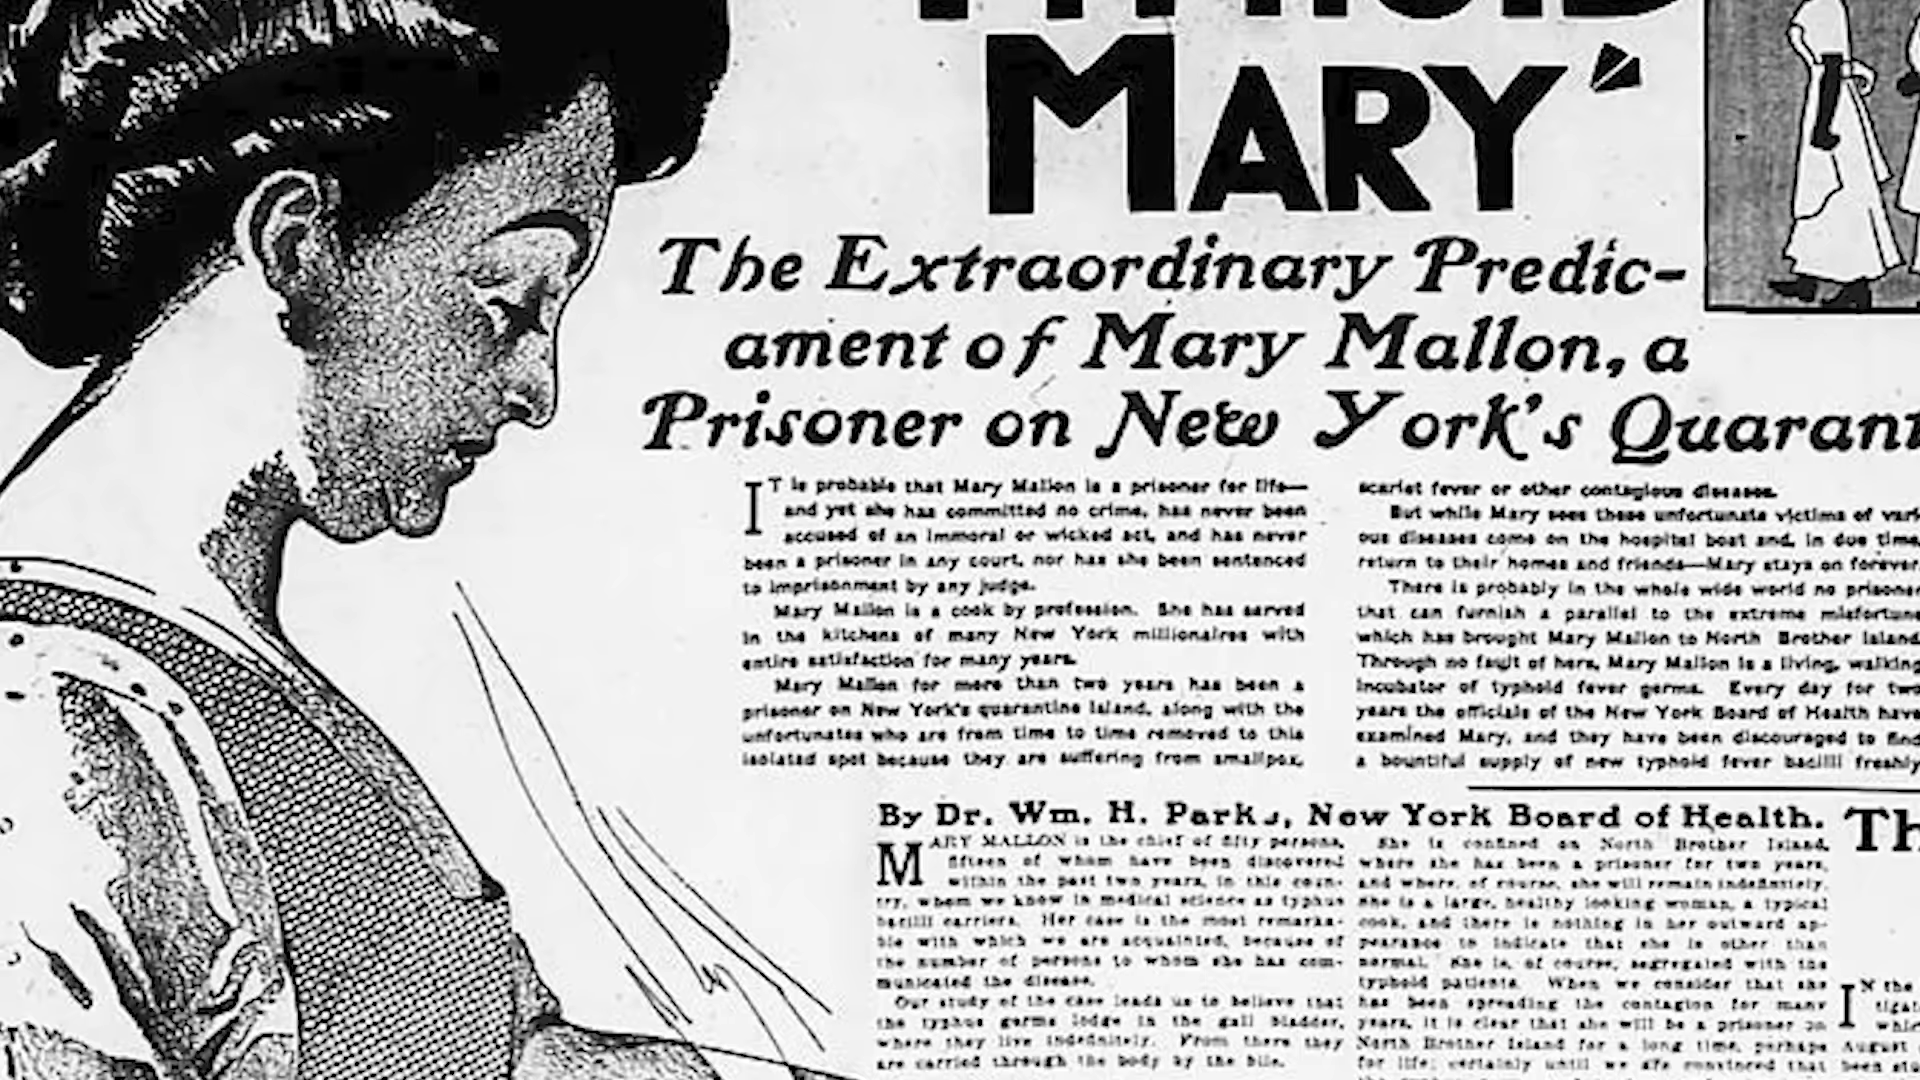 TYPHOID
MARY"
The Extraordinary Predic-
ament of Mary Mallon, a
Prisoner on New York's Quarant
IT is probable that Mary Mallon is a prisoner for life—
and yet she has committed no crime, has never been
accused of an immoral or wicked act, and has never
been a prisoner in any court, nor has she been sentenced
to imprisonment by any judge.
Mary Mallon is a cook by profession. She has served
in the kitchens of many New York millionaires with
entire satisfaction for many years.
Mary Mallon for more than two years has been a
prisoner on New York's quarantine island, along with the
unfortunates who are from time to time removed to this
isolated spot because they are suffering from smallpox,
scarlet fever or other contagious diseases.
But while Mary sees these unfortunate victims of vari
ous diseases come on the hospital boat and, in due time,
return to their homes and friends—Mary stays on forever.
There is probably in the whole wide world no prisoner
that can furnish a parallel to the extreme misfortune
which has brought Mary Mallon to North Brother Island.
Through no fault of hers, Mary Mallon is a living, walking
incubator of typhoid fever germs. Every day for two
years the officials of the New York Board of Health have
examined Mary, and they have been discouraged to find
a bountiful supply of new typhoid fever bacilli freshly
By Dr. Wm. H. Parks, New York Board of Health.
MARY MALLON is the chief of fifty persons,
fifteen of whom have been discovered
within the past two years, in this coun-
try, whom we know in medical science as typhus
bacilli carriers. Her case is the most remarka-
ble with which we are acquainted, because of
the number of persons to whom she has com-
municated the disease.
Our study of the case leads us to believe that
the typhus germs lodge in the gall bladder,
where they live indefinitely. From there they
are carried through the body by the bile.
She is confined on North Brother Island,
where she has been a prisoner for two years,
and where, of course, she will remain indefinitely.
She is a large, healthy looking woman, a typical
cook, and there is nothing in her outward ap-
pearance to indicate that she is other than
normal. She is, of course, segregated with the
typhoid patients. When we consider that she
has been spreading the contagion for many
years, it is clear that she will be a prisoner on
North Brother Island for a long time, perhaps
for life; certainly until we are convinced that
Th
IN the
tiga
whic
August
been stu